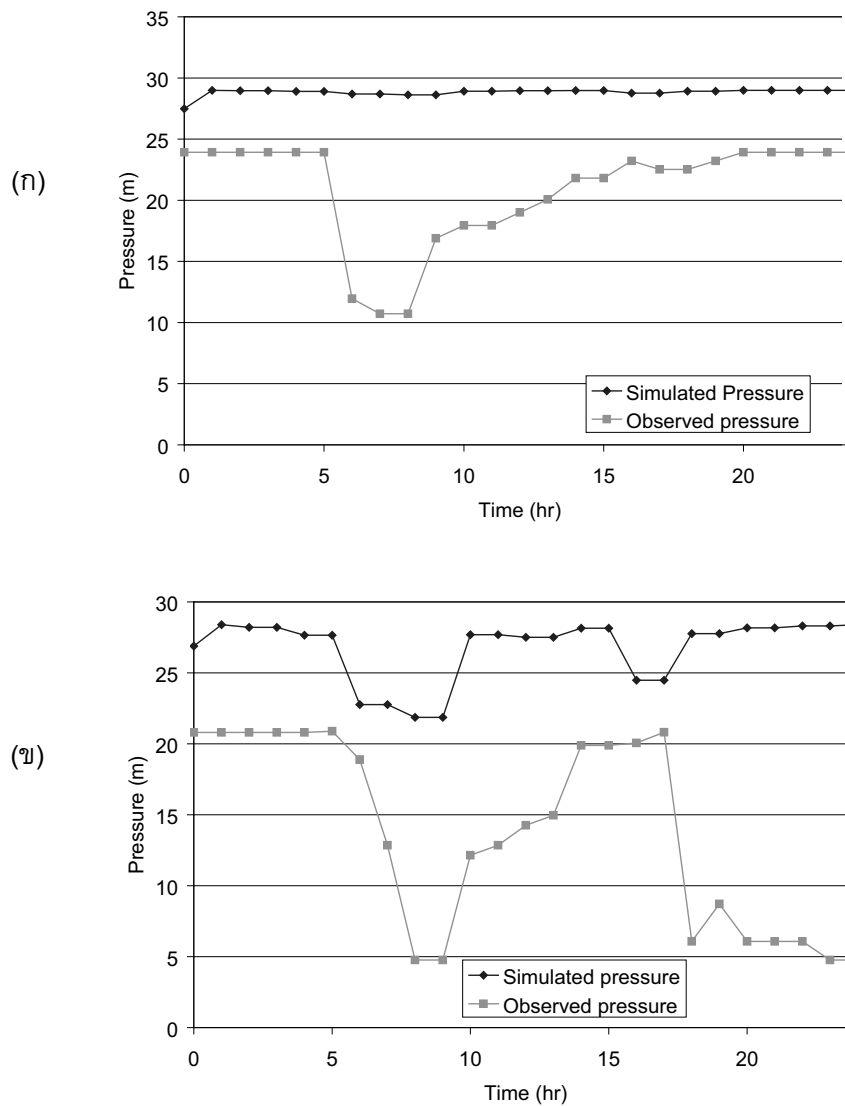 (ก)
35
30
25
20
15
10
5
0
Pressure (m)
Simulated Pressure
Observed pressure
0 5 10 15 20
Time (hr)
(ข)
30
25
20
15
10
5
0
Pressure (m)
Simulated pressure
Observed pressure
0 5 10 15 20
Time (hr)